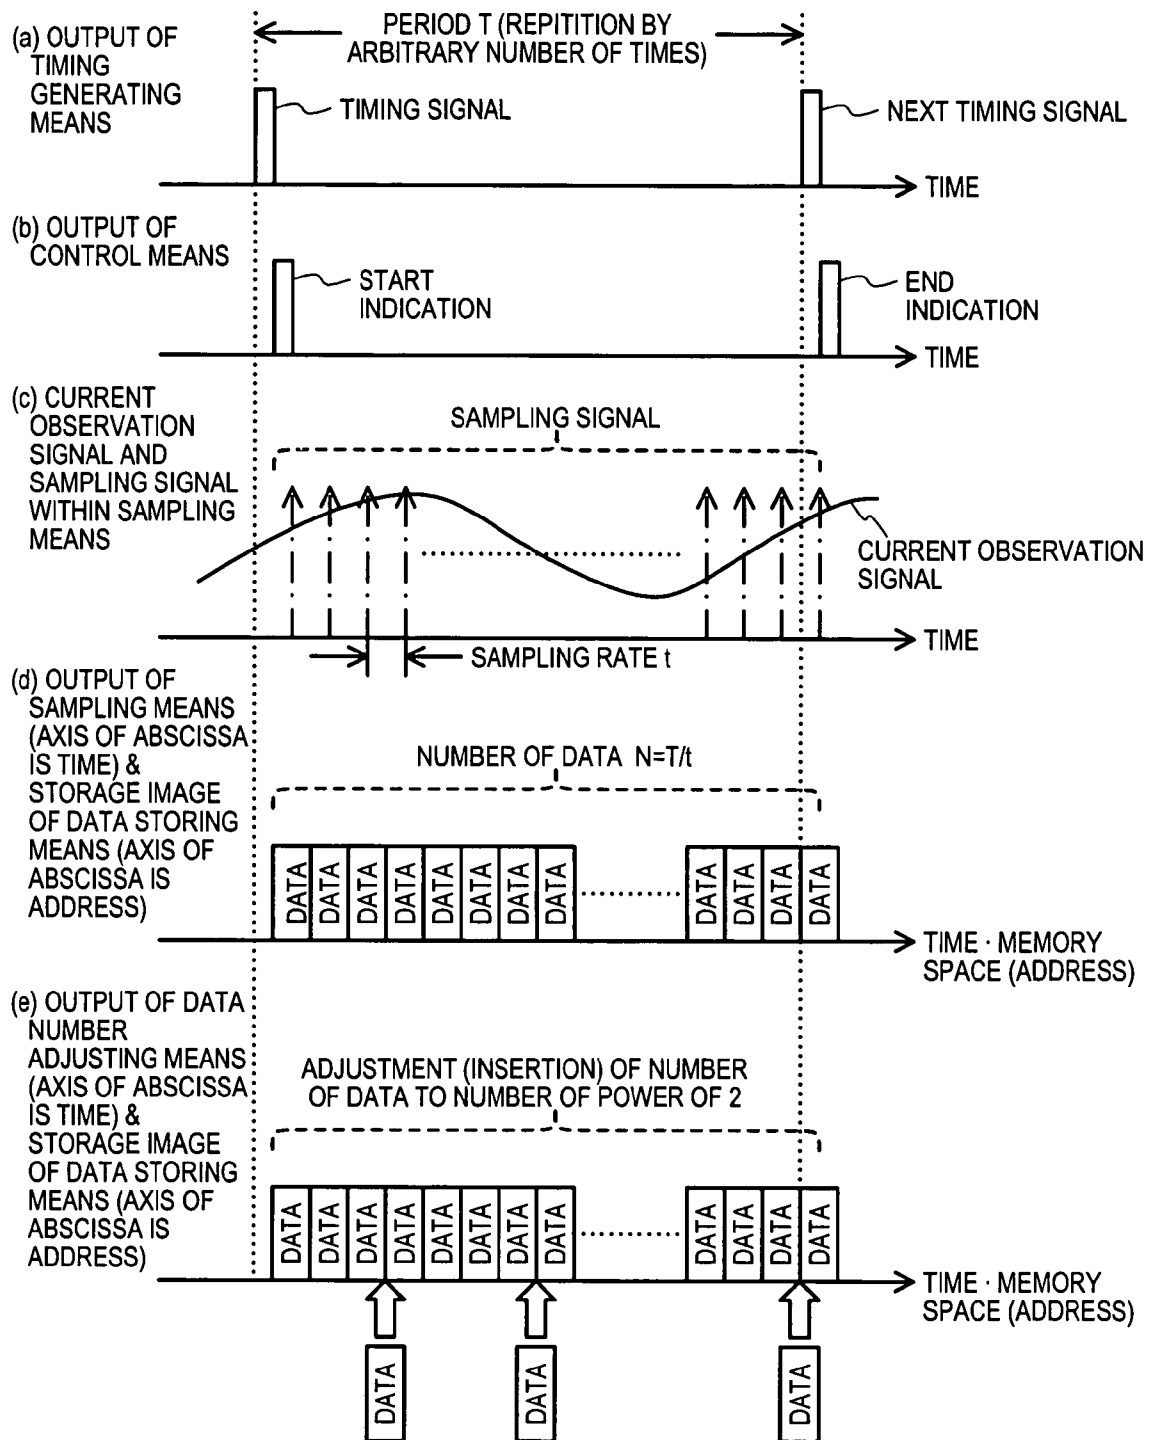 (a) OUTPUT OF
TIMING
GENERATING
MEANS
PERIOD T (REPITITION BY
ARBITRARY NUMBER OF TIMES)
TIMING SIGNAL
NEXT TIMING SIGNAL
TIME
(b) OUTPUT OF
CONTROL MEANS
START
INDICATION
END
INDICATION
TIME
(c) CURRENT
OBSERVATION
SIGNAL AND
SAMPLING SIGNAL
WITHIN SAMPLING
MEANS
SAMPLING SIGNAL
CURRENT OBSERVATION
SIGNAL
TIME
SAMPLING RATE t
(d) OUTPUT OF
SAMPLING MEANS
(AXIS OF ABSCISSA
IS TIME) &
STORAGE IMAGE
OF DATA STORING
MEANS (AXIS OF
ABSCISSA IS
ADDRESS)
NUMBER OF DATA N=T/t
DATA
DATA
DATA
DATA
DATA
DATA
DATA
DATA
DATA
DATA
DATA
DATA
TIME · MEMORY
SPACE (ADDRESS)
(e) OUTPUT OF DATA
NUMBER
ADJUSTING MEANS
(AXIS OF ABSCISSA
IS TIME) &
STORAGE IMAGE
OF DATA STORING
MEANS (AXIS OF
ABSCISSA IS
ADDRESS)
ADJUSTMENT (INSERTION) OF NUMBER
OF DATA TO NUMBER OF POWER OF 2
DATA
DATA
DATA
DATA
DATA
DATA
DATA
DATA
DATA
DATA
DATA
DATA
TIME · MEMORY
SPACE (ADDRESS)
DATA
DATA
DATA